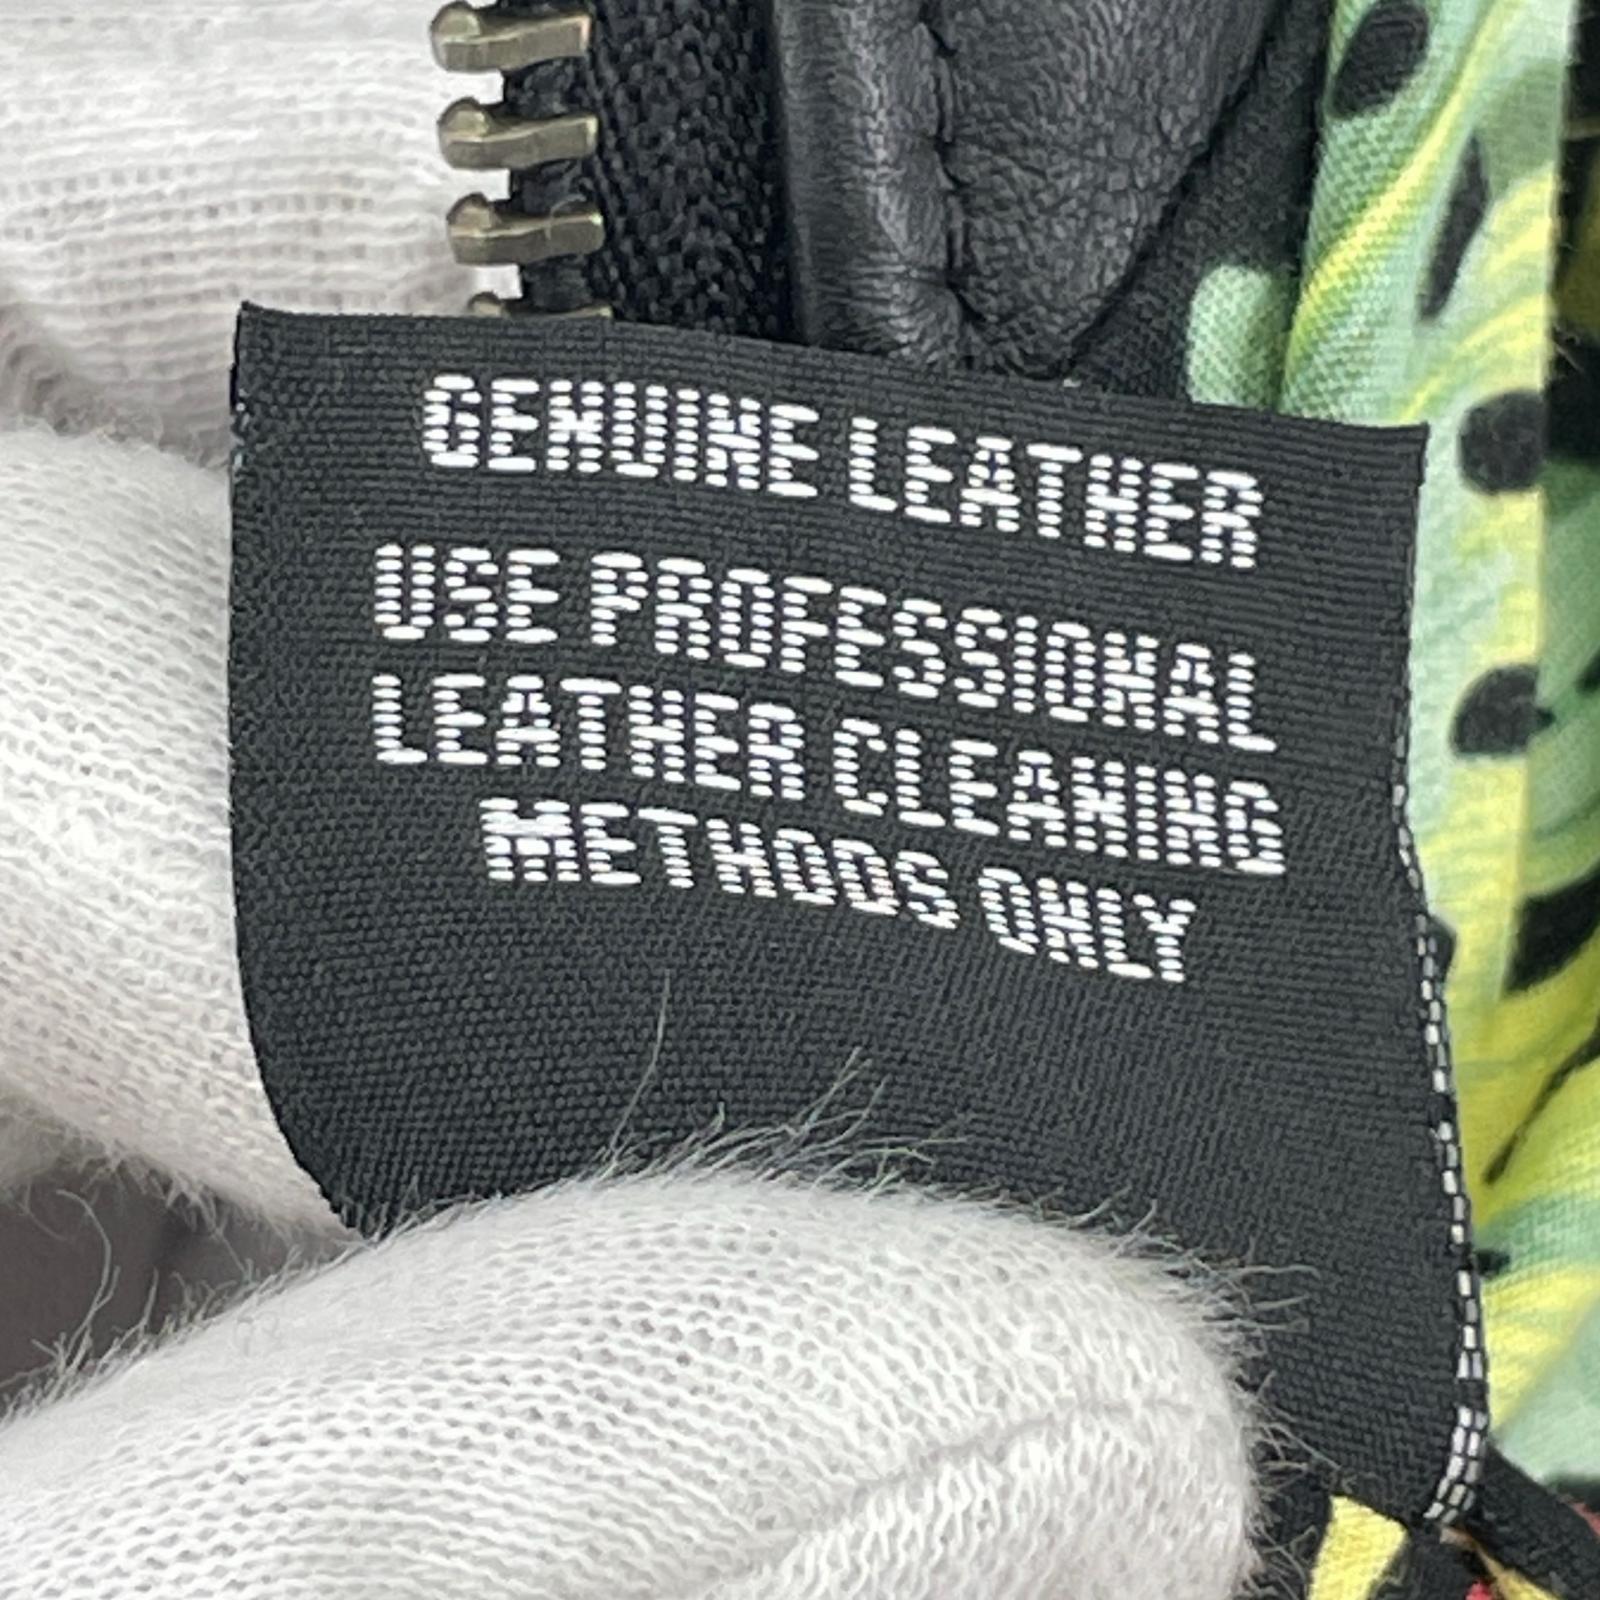 GENUINE LEATHER
USE PROFESSIONAL
LEATHER CLEANING
METHODS ONLY